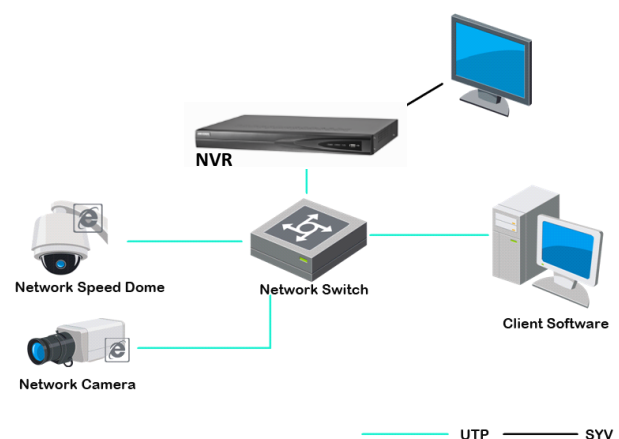 NVR
Network Speed Dome
Network Switch
Client Software
Network Camera
UTP
SYV